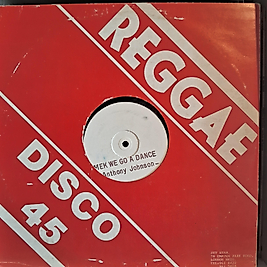 REGGAE
MEK WE GO A DANCE
Anthony Johnson
DISCO
45